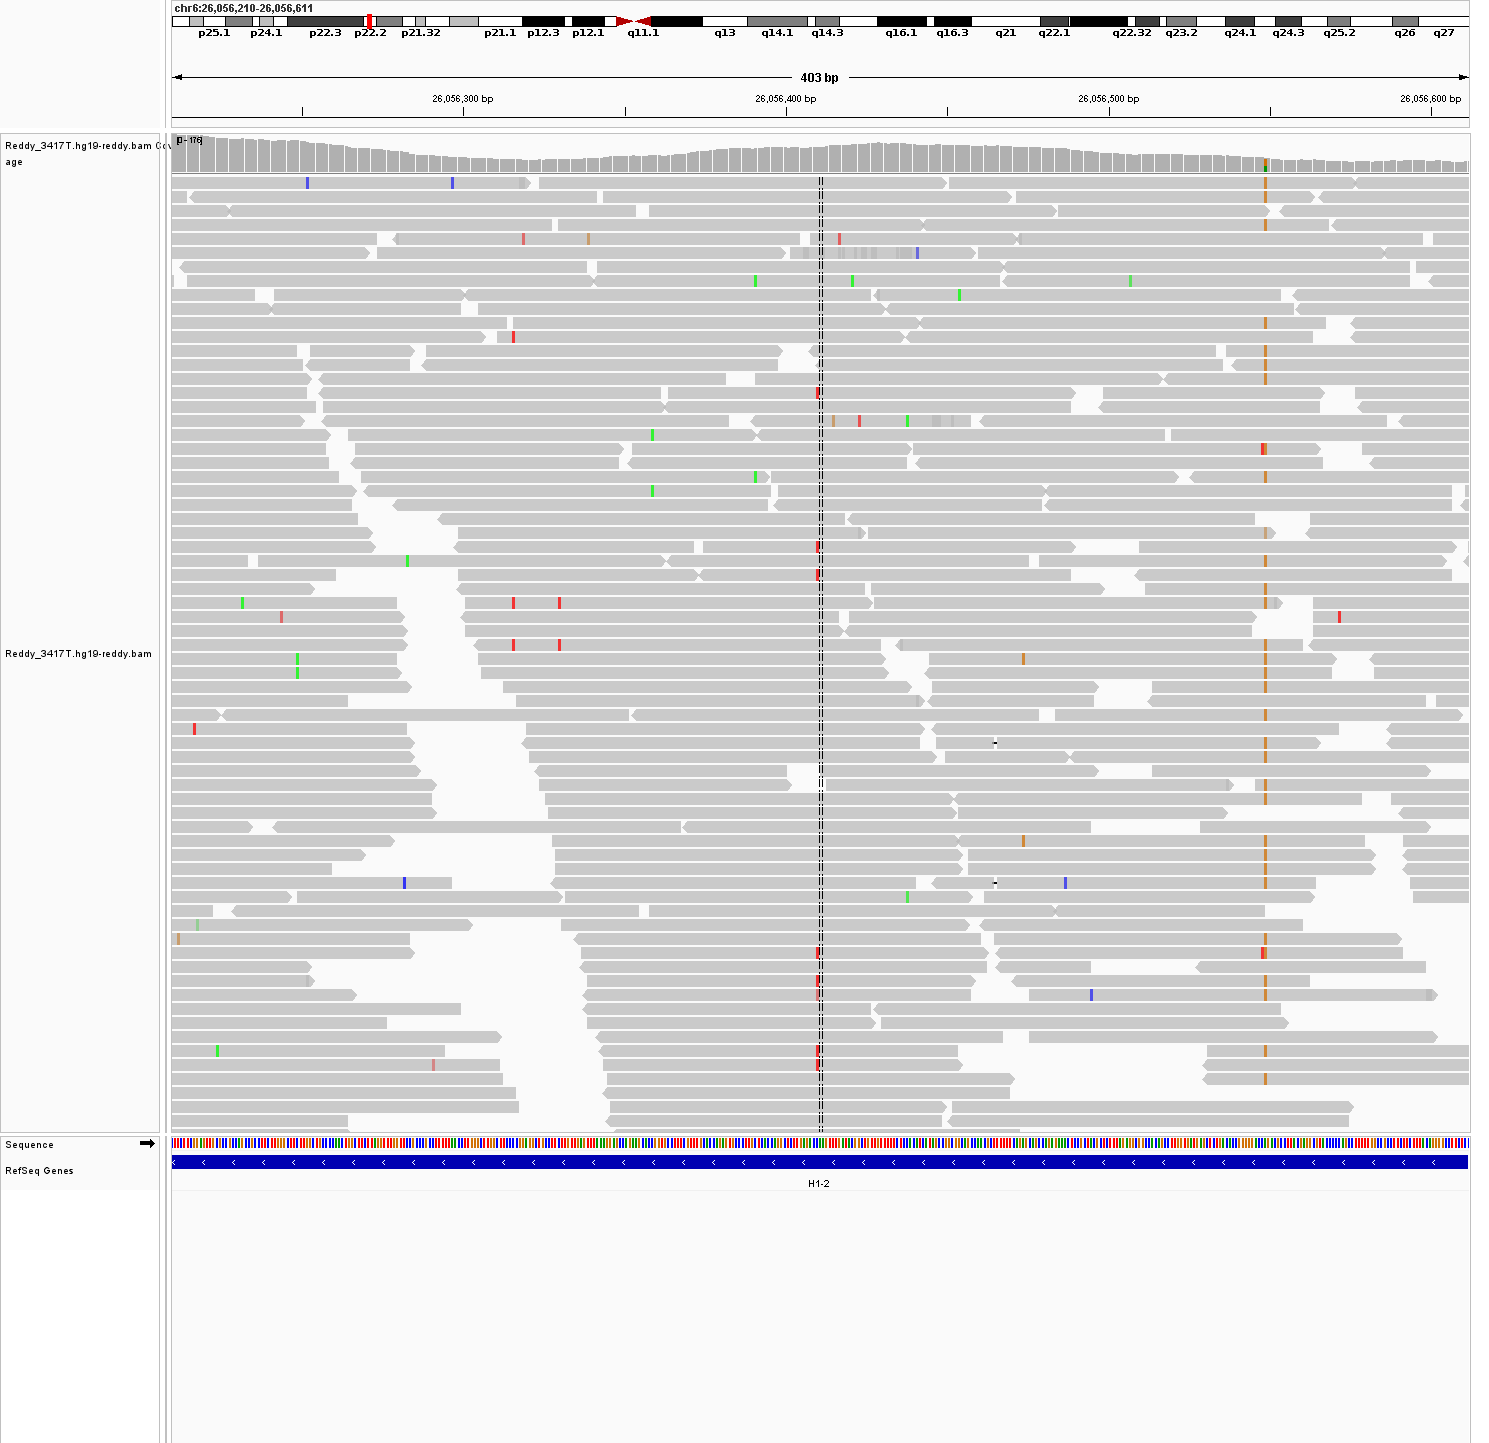 chr6:26,056,210-26,056,611
p25.1 p24.1 p22.3 p22.2 p21.32 p21.1 p12.3 p12.1 q11.1 q13 q14.1 q14.3 q16.1 q16.3 q21 q22.1 q22.32 q23.2 q24.1 q24.3 q25.2 q26 q27
403 bp
26,056,300 bp 26,056,400 bp 26,056,500 bp 26,056,600 bp
[0 - 176]
Reddy_3417T.hg19-reddy.bam Cov
age
Reddy_3417T.hg19-reddy.bam
Sequence
RefSeq Genes
H1-2